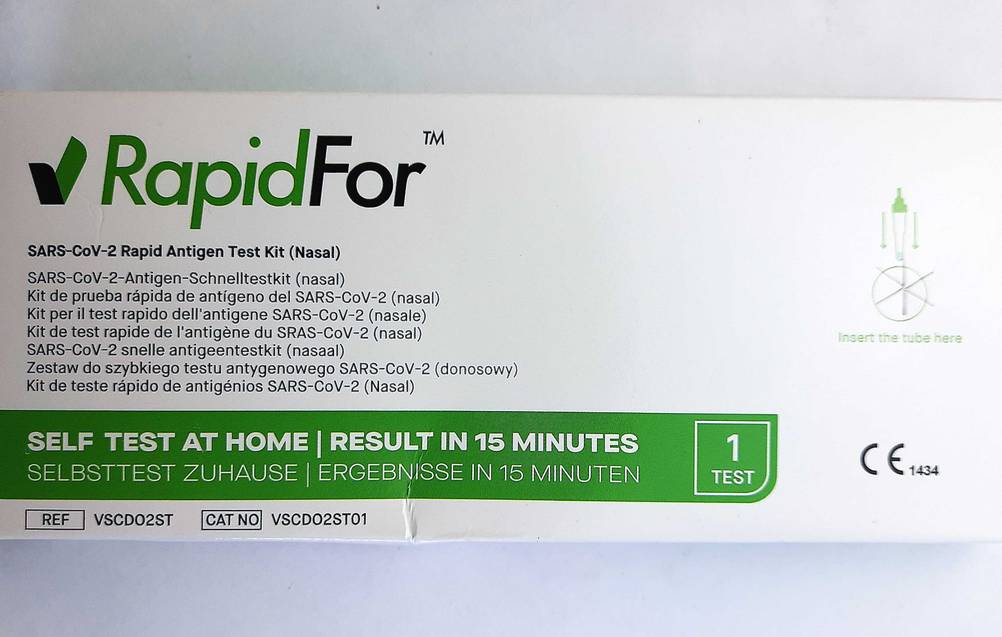 RapidFor™
SARS-CoV-2 Rapid Antigen Test Kit (Nasal)
SARS-CoV-2-Antigen-Schnelltestkit (nasal)
Kit de prueba rápida de antígeno del SARS-CoV-2 (nasal)
Kit per il test rapido dell'antigene SARS-CoV-2 (nasale)
Kit de test rapide de l'antigène du SRAS-CoV-2 (nasal)
SARS-CoV-2 snelle antigeentestkit (nasaal)
Zestaw do szybkiego testu antygenowego SARS-CoV-2 (donosowy)
Kit de teste rápido de antigénios SARS-CoV-2 (Nasal)
Insert the tube here
SELF TEST AT HOME | RESULT IN 15 MINUTES
SELBSTTEST ZUHAUSE | ERGEBNISSE IN 15 MINUTEN
1
TEST
CE 1434
REF VSCD02ST CAT NO VSCD02ST01